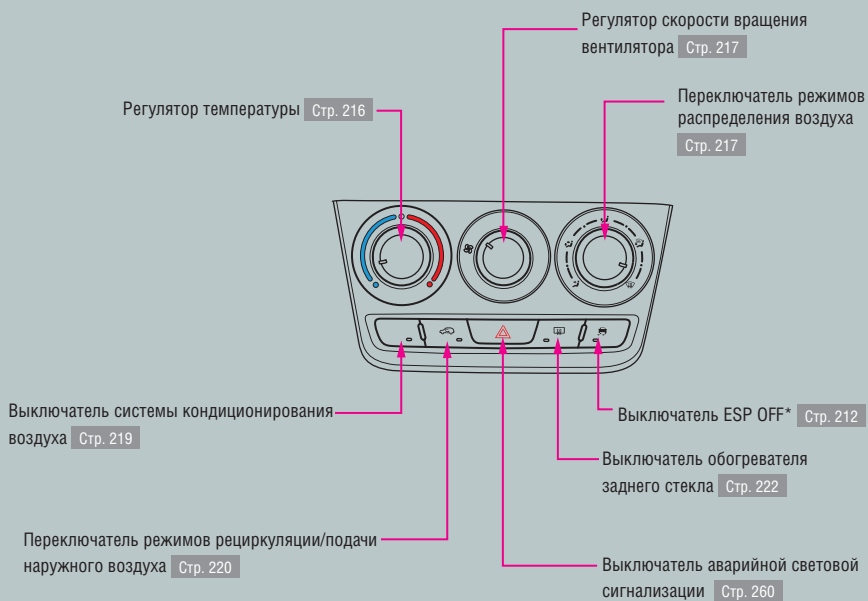 Регулятор скорости вращения
вентилятора Стр. 217
Регулятор температуры Стр. 216
Переключатель режимов
распределения воздуха
Стр. 217
Выключатель системы кондиционирования
воздуха Стр. 219
Выключатель ESP OFF* Стр. 212
Выключатель обогревателя
заднего стекла Стр. 222
Переключатель режимов рециркуляции/подачи
наружного воздуха Стр. 220
Выключатель аварийной световой
сигнализации Стр. 260